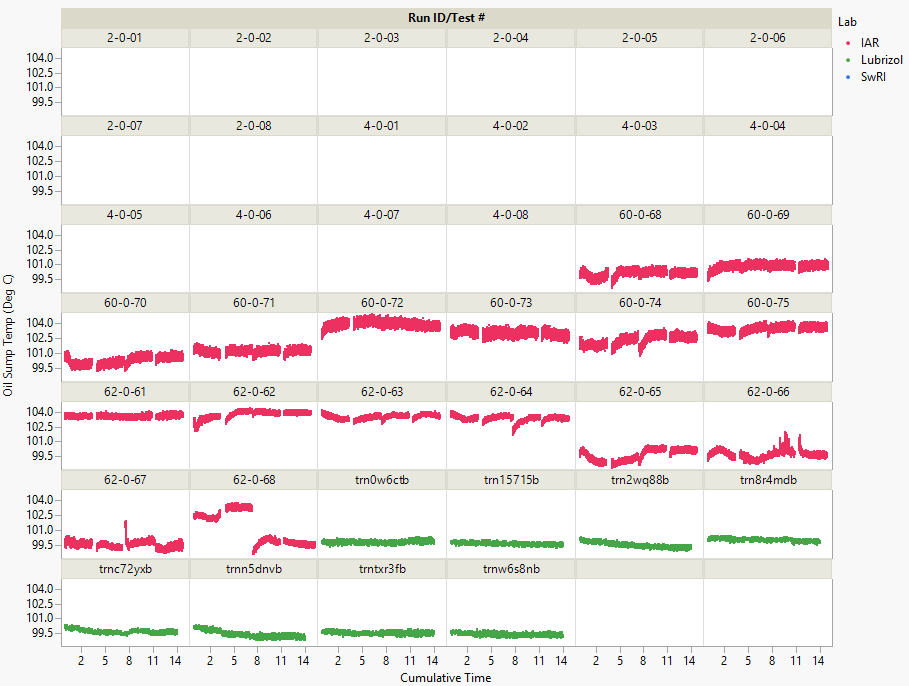 Run ID/Test #
Lab
IAR
Lubrizol
SwRI
2-0-01 2-0-02 2-0-03 2-0-04 2-0-05 2-0-06
104.0
102.5
101.0
99.5
2-0-07 2-0-08 4-0-01 4-0-02 4-0-03 4-0-04
104.0
102.5
101.0
99.5
4-0-05 4-0-06 4-0-07 4-0-08 60-0-68 60-0-69
104.0
102.5
101.0
99.5
60-0-70 60-0-71 60-0-72 60-0-73 60-0-74 60-0-75
104.0
102.5
101.0
99.5
Oil Sump Temp (Deg C)
62-0-61 62-0-62 62-0-63 62-0-64 62-0-65 62-0-66
104.0
102.5
101.0
99.5
62-0-67 62-0-68 trn0w6ctb trn15715b trn2wq88b trn8r4mdb
104.0
102.5
101.0
99.5
trnc72yxb trnn5dnvb trntxr3fb trnw6s8nb
104.0
102.5
101.0
99.5
2 5 8 11 14 2 5 8 11 14 2 5 8 11 14 2 5 8 11 14 2 5 8 11 14 2 5 8 11 14
Cumulative Time